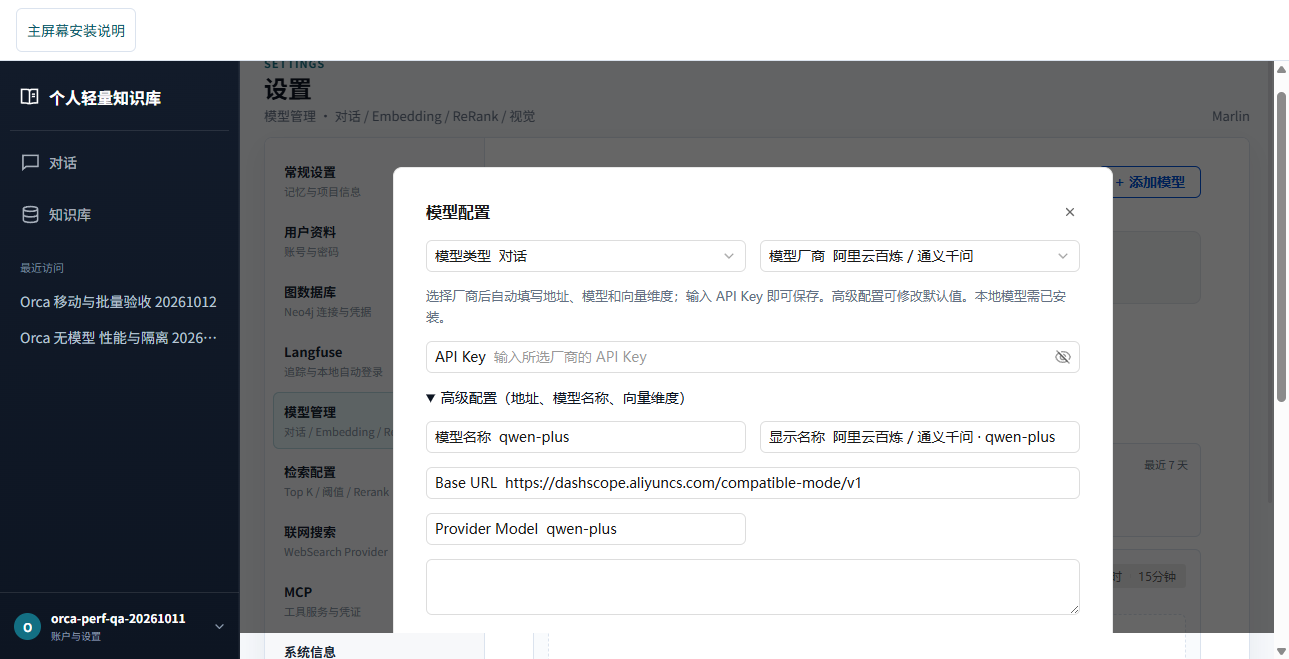 主屏幕安装说明
个人轻量知识库
对话
知识库
最近访问
Orca 移动与批量验收 20261012
Orca 无模型 性能与隔离 2026…
O
orca-perf-qa-20261011
账户与设置
SETTINGS
设置
模型管理 · 对话 / Embedding / ReRank / 视觉
Marlin
常规设置
记忆与项目信息
用户资料
账号与密码
图数据库
Neo4j 连接与凭据
Langfuse
追踪与本地自动登录
模型管理
对话 / Embedding / Re
检索配置
Top K / 阈值 / Rerank
联网搜索
WebSearch Provider
MCP
工具服务与凭证
系统信息
+ 添加模型
模型配置
模型类型 对话
模型厂商 阿里云百炼 / 通义千问
选择厂商后自动填写地址、模型和向量维度；输入 API Key 即可保存。高级配置可修改默认值。本地模型需已安
装。
API Key 输入所选厂商的 API Key
▼ 高级配置（地址、模型名称、向量维度）
模型名称 qwen-plus
显示名称 阿里云百炼 / 通义千问 · qwen-plus
Base URL https://dashscope.aliyuncs.com/compatible-mode/v1
Provider Model qwen-plus
最近 7 天
时 15分钟